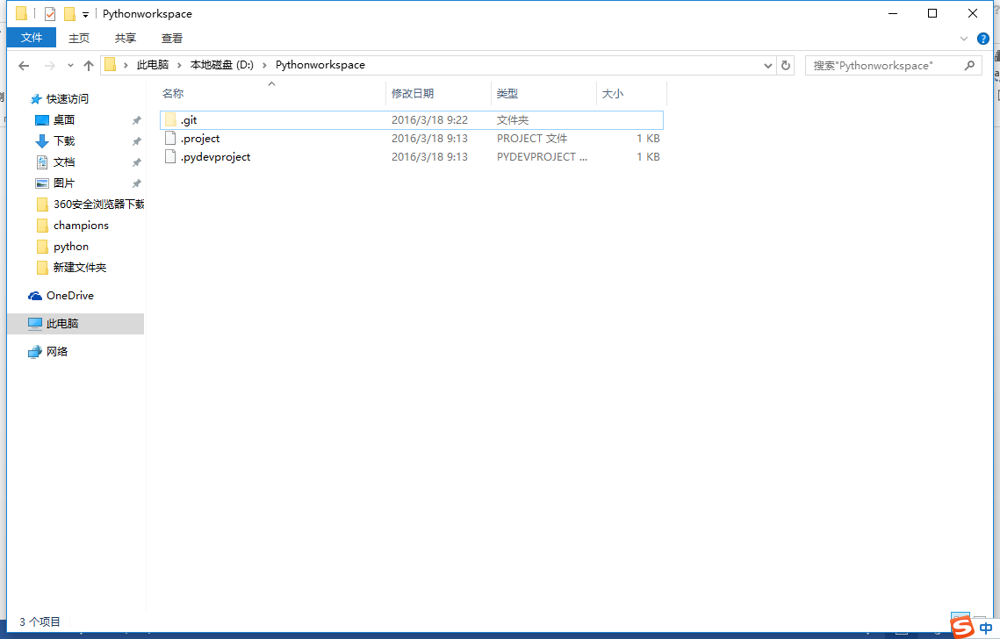 Pythonworkspace
文件 主页 共享 查看
此电脑 本地磁盘 (D:) Pythonworkspace 搜索"Pythonworkspace"
名称 修改日期 类型 大小
.git 2016/3/18 9:22 文件夹
.project 2016/3/18 9:13 PROJECT 文件 1 KB
.pydevproject 2016/3/18 9:13 PYDEVPROJECT ... 1 KB
快速访问
桌面
下载
文档
图片
360安全浏览器下载
champions
python
新建文件夹
OneDrive
此电脑
网络
3 个项目
中